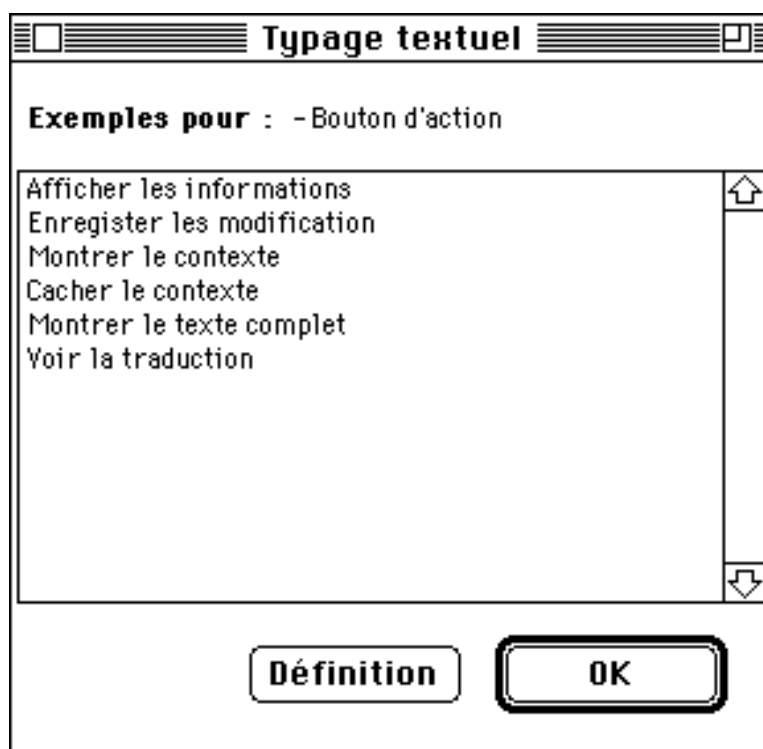 Typage textuel
Exemples pour : - Bouton d'action
Afficher les informations
Enregister les modification
Montrer le contexte
Cacher le contexte
Montrer le texte complet
Voir la traduction
Définition OK